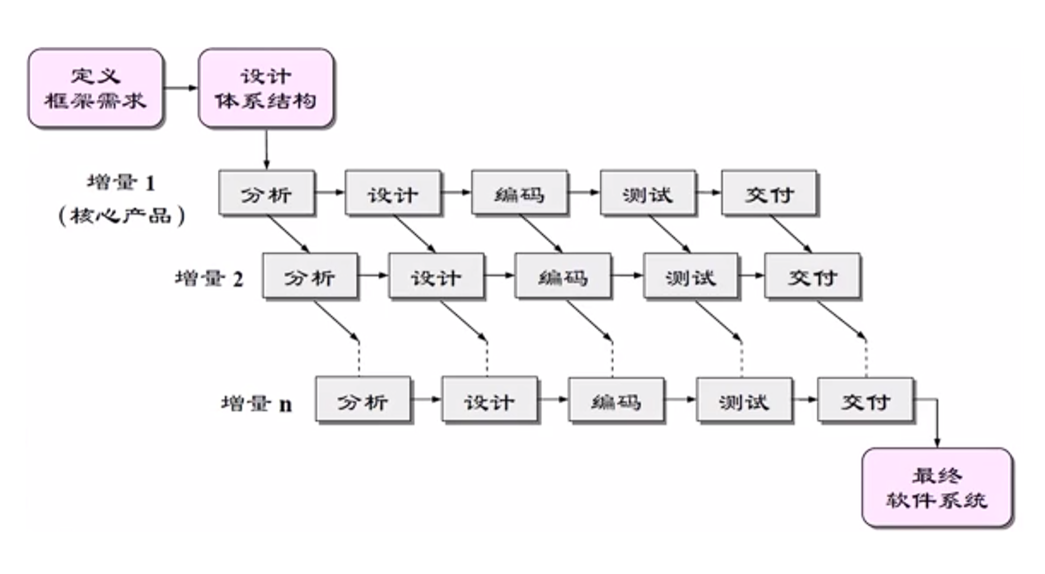 定义
框架需求
设计
体系结构
增量 1
(核心产品)
分析
设计
编码
测试
交付
增量 2
分析
设计
编码
测试
交付
增量 n
分析
设计
编码
测试
交付
最终
软件系统